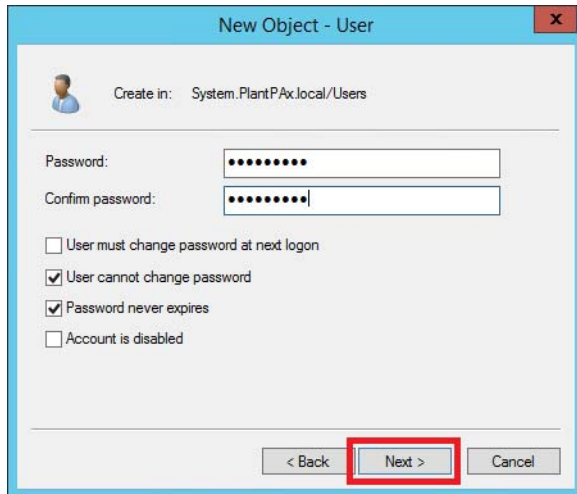 New Object - User
x
Create in: System.PlantPAx.local/Users
Password: •••••••••
Confirm password: •••••••••
User must change password at next logon
User cannot change password
Password never expires
Account is disabled
< Back Next > Cancel